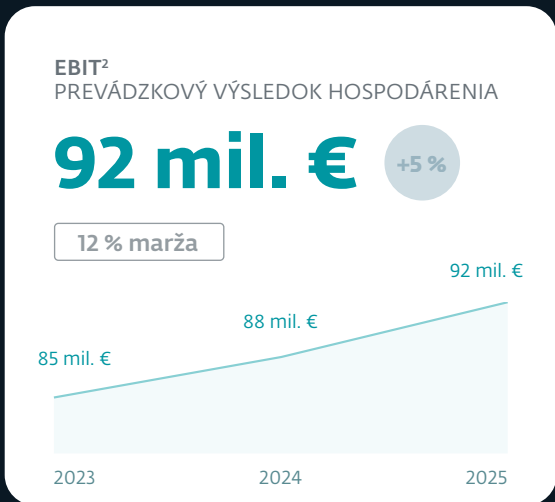 EBIT²
PREVÁDZKOVÝ VÝSLEDOK HOSPODÁRENIA
92 mil. €
+5 %
12 % marža
92 mil. €
88 mil. €
85 mil. €
2023
2024
2025